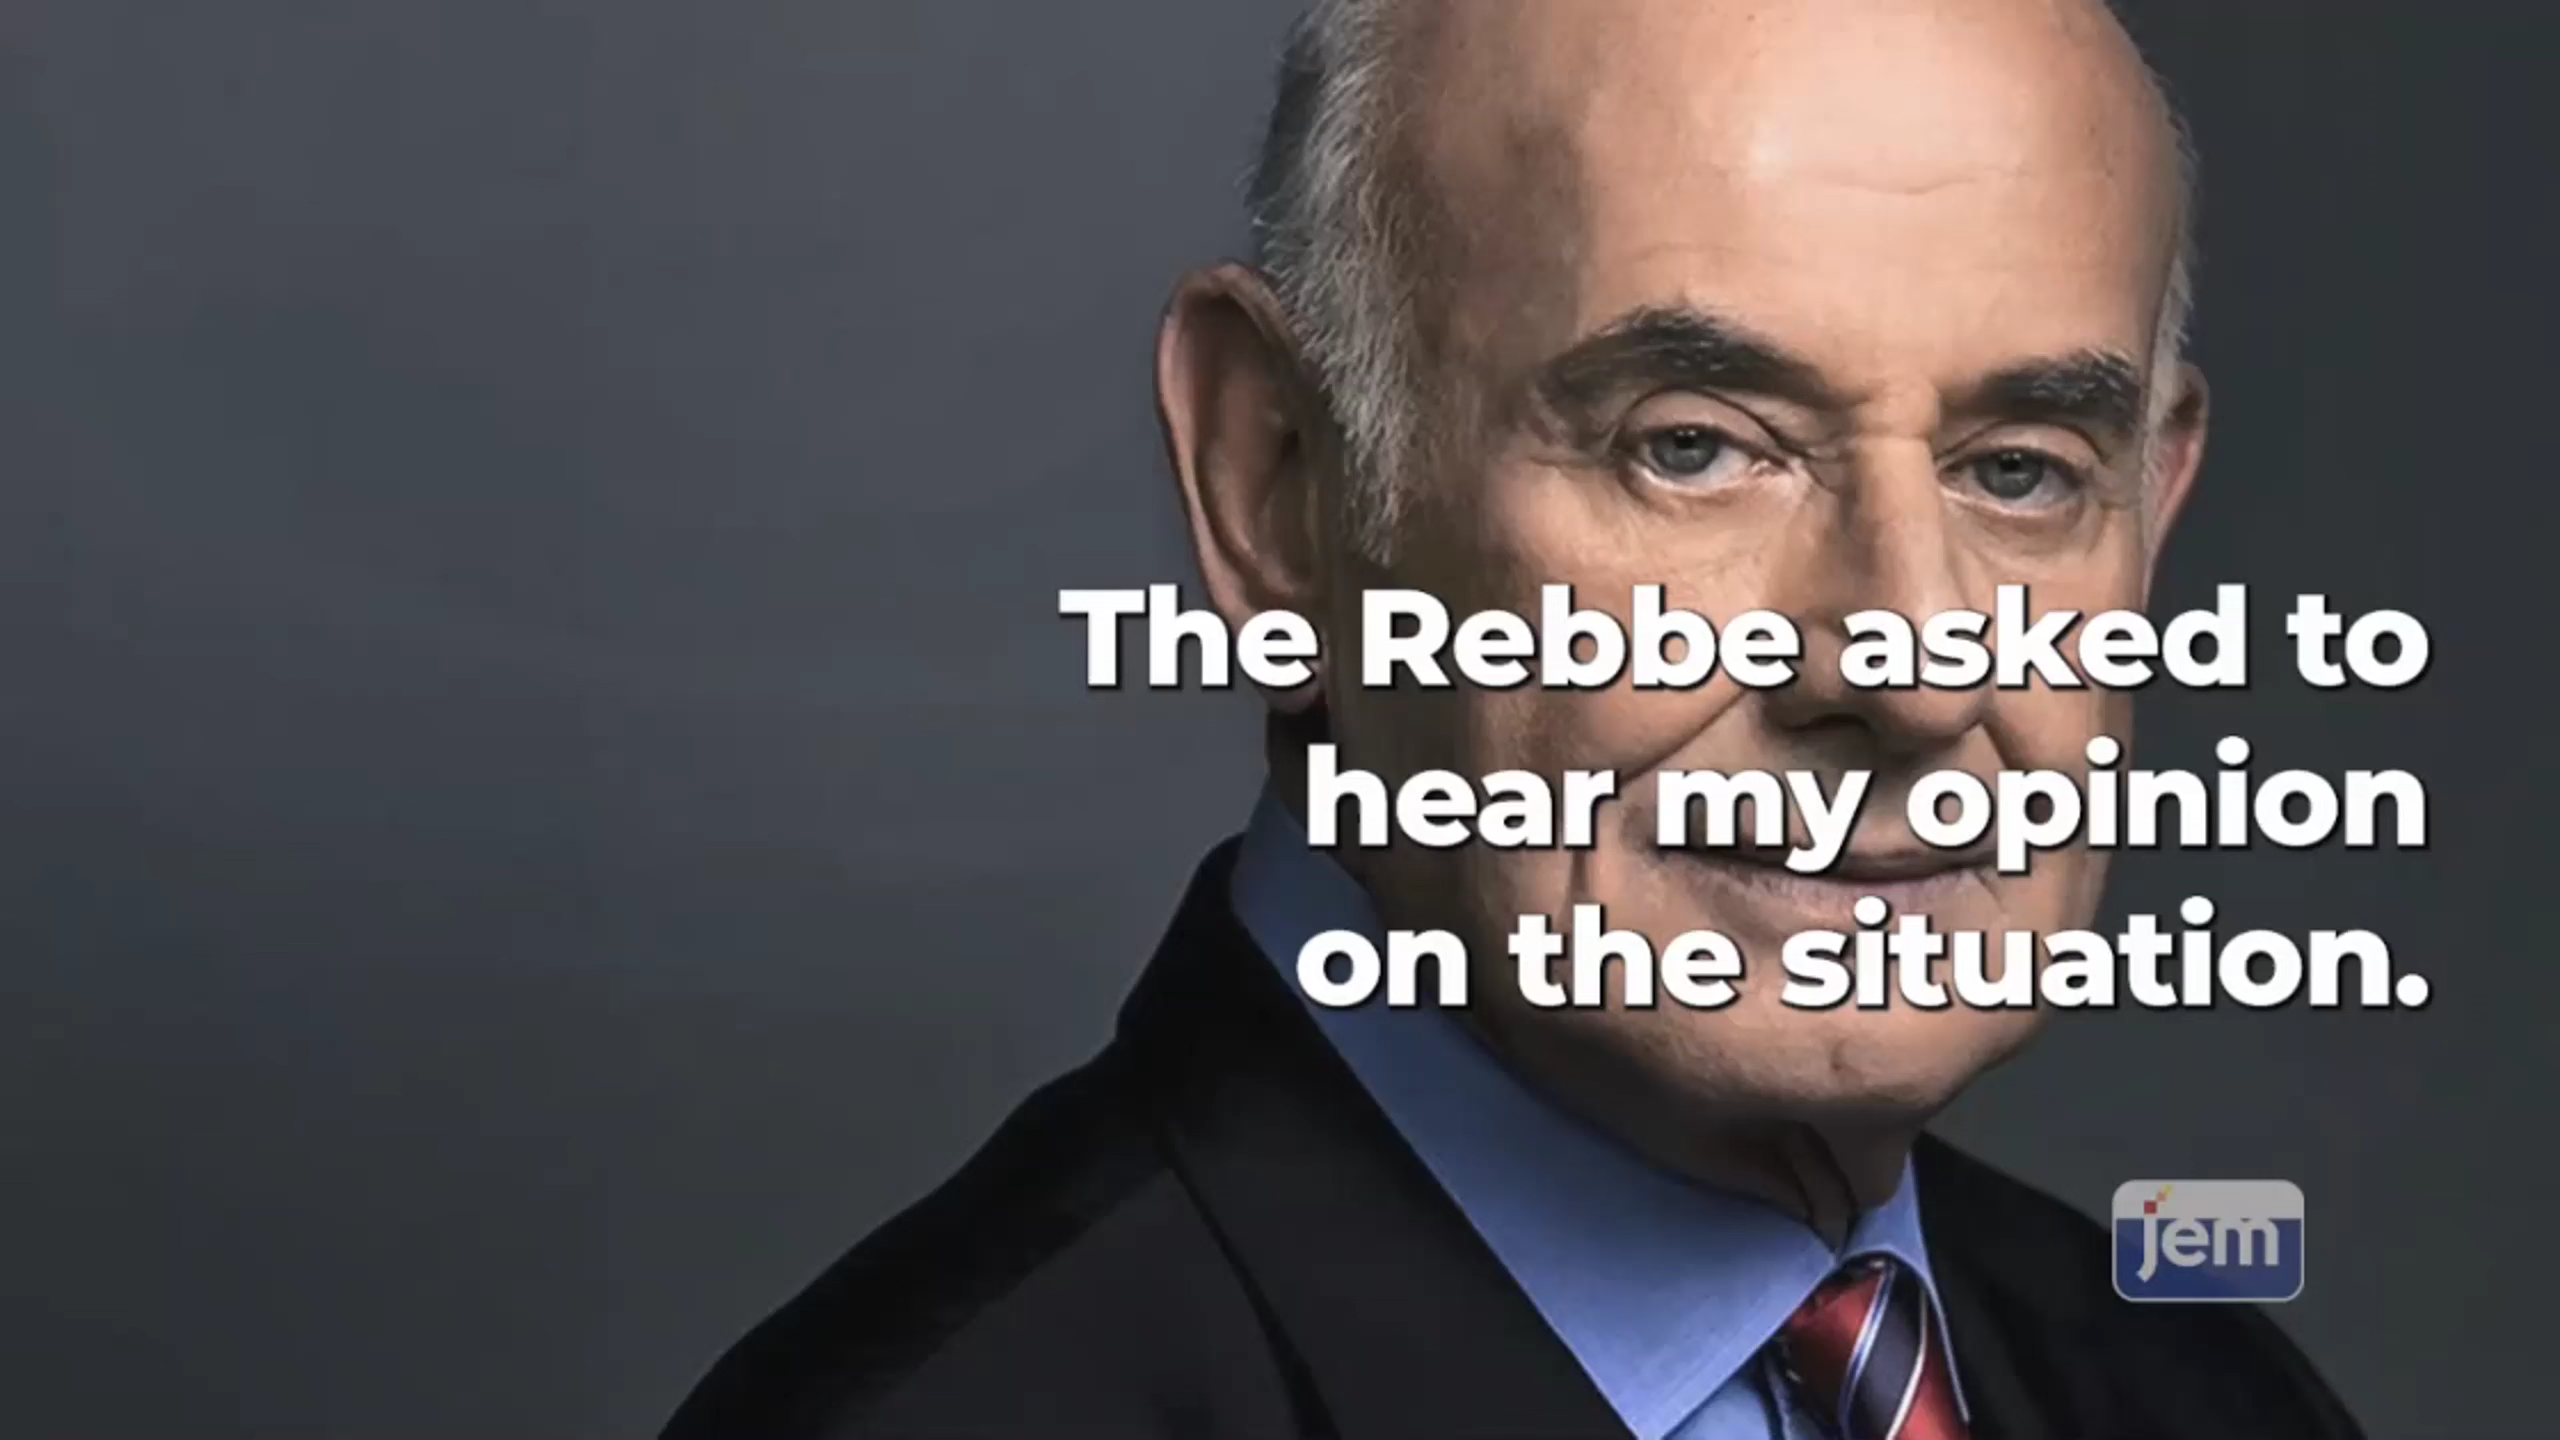 The Rebbe asked to
hear my opinion
on the situation.
jem